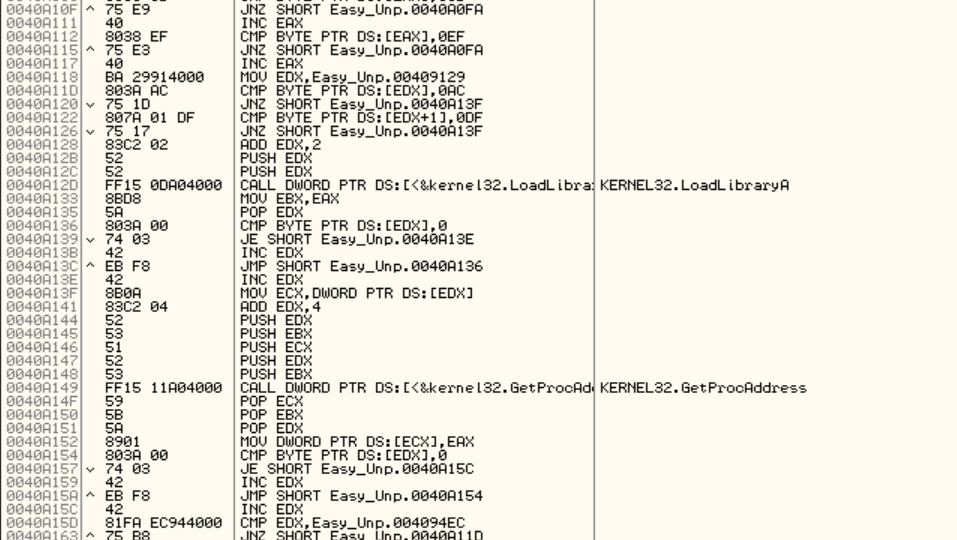 0040A10F ^ 75 E9 JNZ SHORT Easy_Unp.0040A0FA
0040A111 40 INC EAX
0040A112 8038 EF CMP BYTE PTR DS:[EAX],0EF
0040A115 ^ 75 E3 JNZ SHORT Easy_Unp.0040A0FA
0040A117 40 INC EAX
0040A118 BA 29914000 MOV EDX,Easy_Unp.00409129
0040A11D 803A AC CMP BYTE PTR DS:[EDX],0AC
0040A120 v 75 1D JNZ SHORT Easy_Unp.0040A13F
0040A122 807A 01 DF CMP BYTE PTR DS:[EDX+1],0DF
0040A126 v 75 17 JNZ SHORT Easy_Unp.0040A13F
0040A128 83C2 02 ADD EDX,2
0040A12B 52 PUSH EDX
0040A12C 52 PUSH EDX
0040A12D FF15 0DA04000 CALL DWORD PTR DS:[<&kernel32.LoadLibra: KERNEL32.LoadLibraryA
0040A133 8BD8 MOV EBX,EAX
0040A135 5A POP EDX
0040A136 803A 00 CMP BYTE PTR DS:[EDX],0
0040A139 v 74 03 JE SHORT Easy_Unp.0040A13E
0040A13B 42 INC EDX
0040A13C ^ EB F8 JMP SHORT Easy_Unp.0040A136
0040A13E 42 INC EDX
0040A13F 8B0A MOV ECX,DWORD PTR DS:[EDX]
0040A141 83C2 04 ADD EDX,4
0040A144 52 PUSH EDX
0040A145 53 PUSH EBX
0040A146 51 PUSH ECX
0040A147 52 PUSH EDX
0040A148 53 PUSH EBX
0040A149 FF15 11A04000 CALL DWORD PTR DS:[<&kernel32.GetProcAd KERNEL32.GetProcAddress
0040A14F 59 POP ECX
0040A150 5B POP EBX
0040A151 5A POP EDX
0040A152 8901 MOV DWORD PTR DS:[ECX],EAX
0040A154 803A 00 CMP BYTE PTR DS:[EDX],0
0040A157 v 74 03 JE SHORT Easy_Unp.0040A15C
0040A159 42 INC EDX
0040A15A ^ EB F8 JMP SHORT Easy_Unp.0040A154
0040A15C 42 INC EDX
0040A15D 81FA EC944000 CMP EDX,Easy_Unp.004094EC
0040A163 ^ 75 B8 JNZ SHORT Easy_Unp.0040A11D